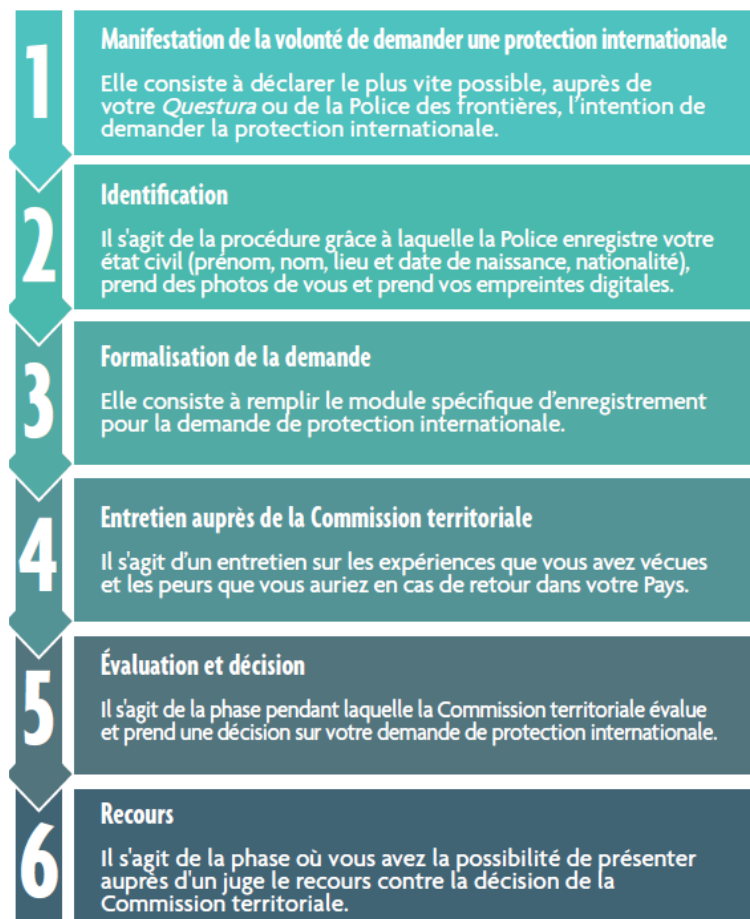 1
Manifestation de la volonté de demander une protection internationale
Elle consiste à déclarer le plus vite possible, auprès de
votre Questura ou de la Police des frontières, l'intention de
demander la protection internationale.
2
Identification
Il s'agit de la procédure grâce à laquelle la Police enregistre votre
état civil (prénom, nom, lieu et date de naissance, nationalité),
prend des photos de vous et prend vos empreintes digitales.
3
Formalisation de la demande
Elle consiste à remplir le module spécifique d'enregistrement
pour la demande de protection internationale.
4
Entretien auprès de la Commission territoriale
Il s'agit d'un entretien sur les expériences que vous avez vécues
et les peurs que vous auriez en cas de retour dans votre Pays.
5
Évaluation et décision
Il s'agit de la phase pendant laquelle la Commission territoriale évalue
et prend une décision sur votre demande de protection internationale.
6
Recours
Il s'agit de la phase où vous avez la possibilité de présenter
auprès d'un juge le recours contre la décision de la
Commission territoriale.